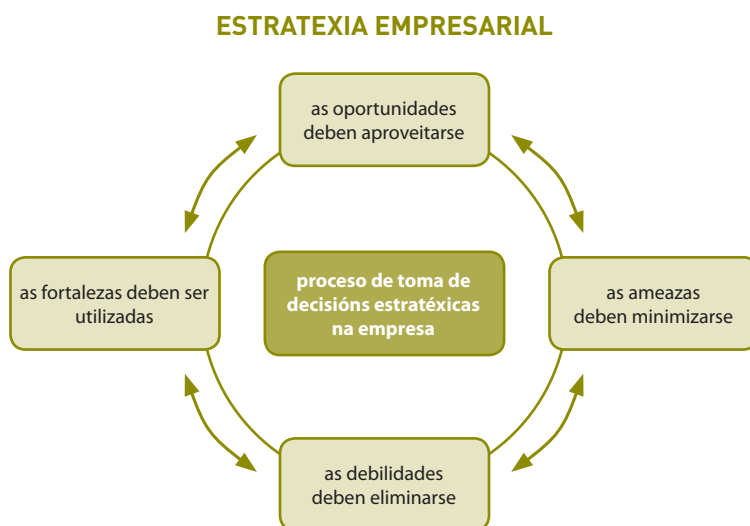 ESTRATEXIA EMPRESARIAL
as oportunidades
deben aproveitarse
as fortalezas deben ser
utilizadas
proceso de toma de
decisións estratéxicas
na empresa
as ameazas
deben minimizarse
as debilidades
deben eliminarse